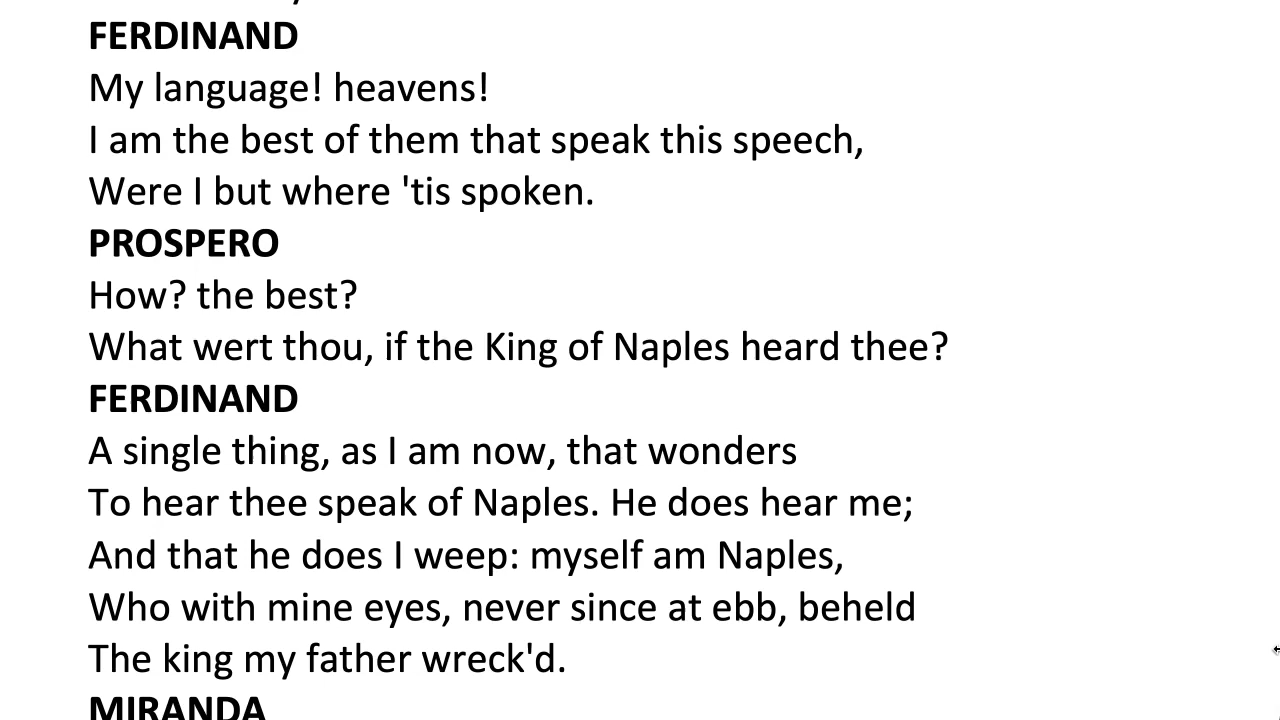 FERDINAND
My language! heavens!
I am the best of them that speak this speech,
Were I but where 'tis spoken.
PROSPERO
How? the best?
What wert thou, if the King of Naples heard thee?
FERDINAND
A single thing, as I am now, that wonders
To hear thee speak of Naples. He does hear me;
And that he does I weep: myself am Naples,
Who with mine eyes, never since at ebb, beheld
The king my father wreck'd.
MIRANDA